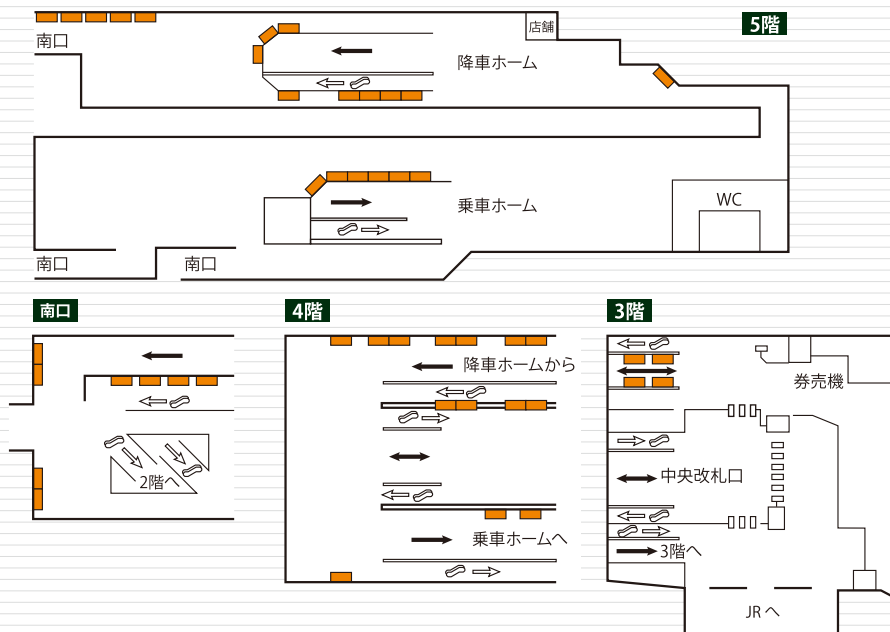 5階
店舗
南口
降車ホーム
乗車ホーム
WC
南口
南口
南口
2階へ
4階
降車ホームから
乗車ホームへ
3階
券売機
中央改札口
3階へ
JRへ